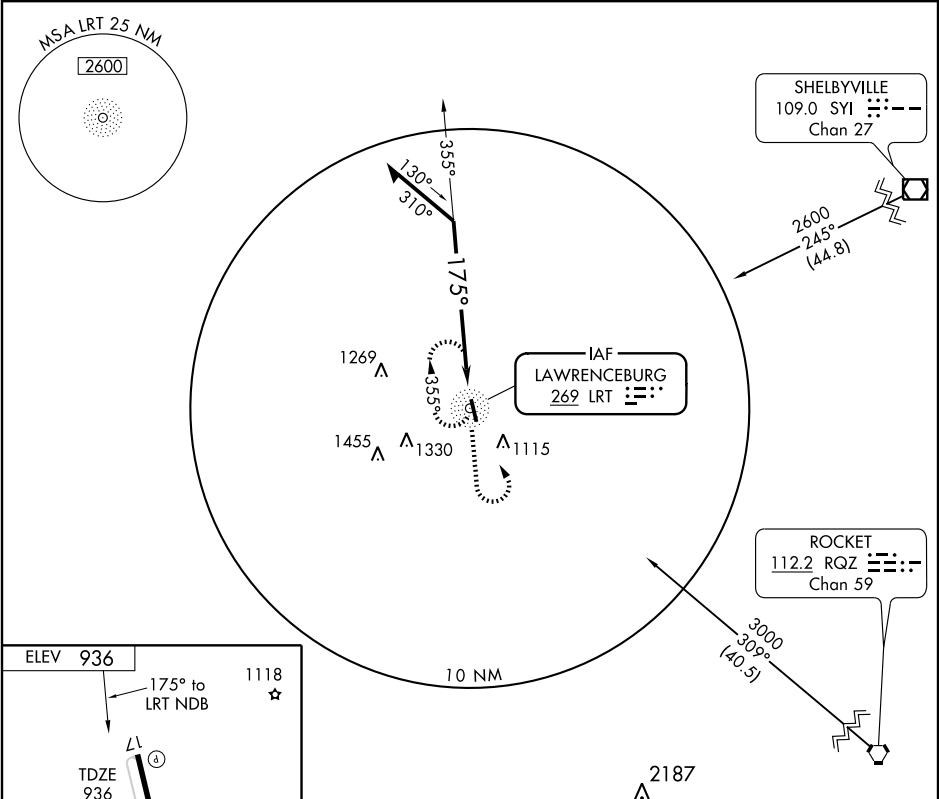 MSA LRT 25 NM
2600
SHELBYVILLE
109.0 SYI
Chan 27
355°
130°
310°
2600
245°
(44.8)
175°
1269
355°
IAF
LAWRENCEBURG
269 LRT
1455
1330
1115
ROCKET
112.2 RQZ
Chan 59
3000
309°
(40.5)
10 NM
ELEV 936
175° to
LRT NDB
1118
17
P
TDZE
936
2187